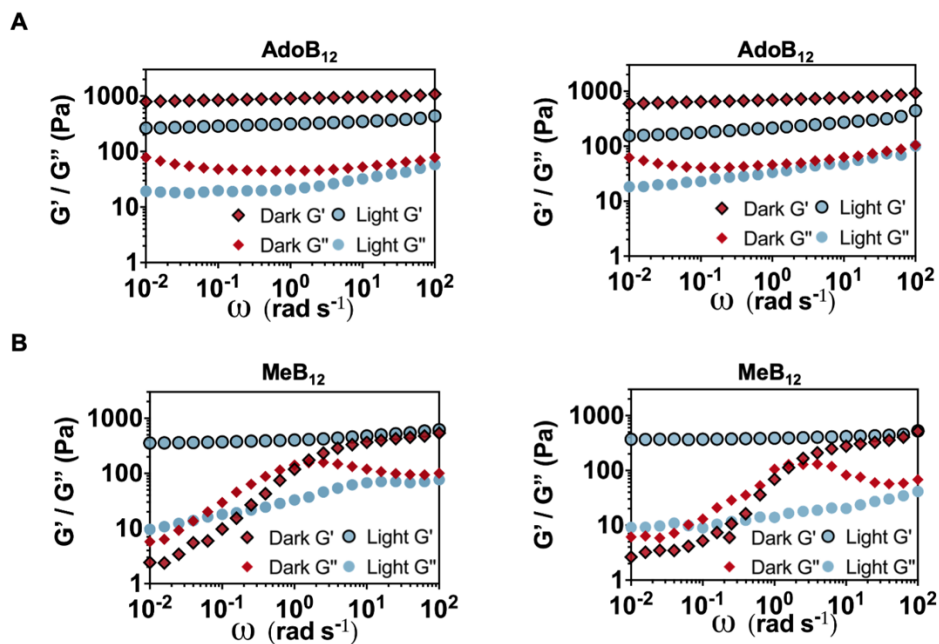 A
AdoB₁₂
AdoB₁₂
G' / G" (Pa)
1000
100
10
1
Dark G'
Light G'
Dark G"
Light G"
10⁻²
10⁻¹
10⁰
10¹
10²
ω (rad s⁻¹)
G' / G" (Pa)
1000
100
10
1
Dark G'
Light G'
Dark G"
Light G"
10⁻²
10⁻¹
10⁰
10¹
10²
ω (rad s⁻¹)
B
MeB₁₂
MeB₁₂
G' / G" (Pa)
1000
100
10
1
Dark G'
Light G'
Dark G"
Light G"
10⁻²
10⁻¹
10⁰
10¹
10²
ω (rad s⁻¹)
G' / G" (Pa)
1000
100
10
1
Dark G'
Light G'
Dark G"
Light G"
10⁻²
10⁻¹
10⁰
10¹
10²
ω (rad s⁻¹)